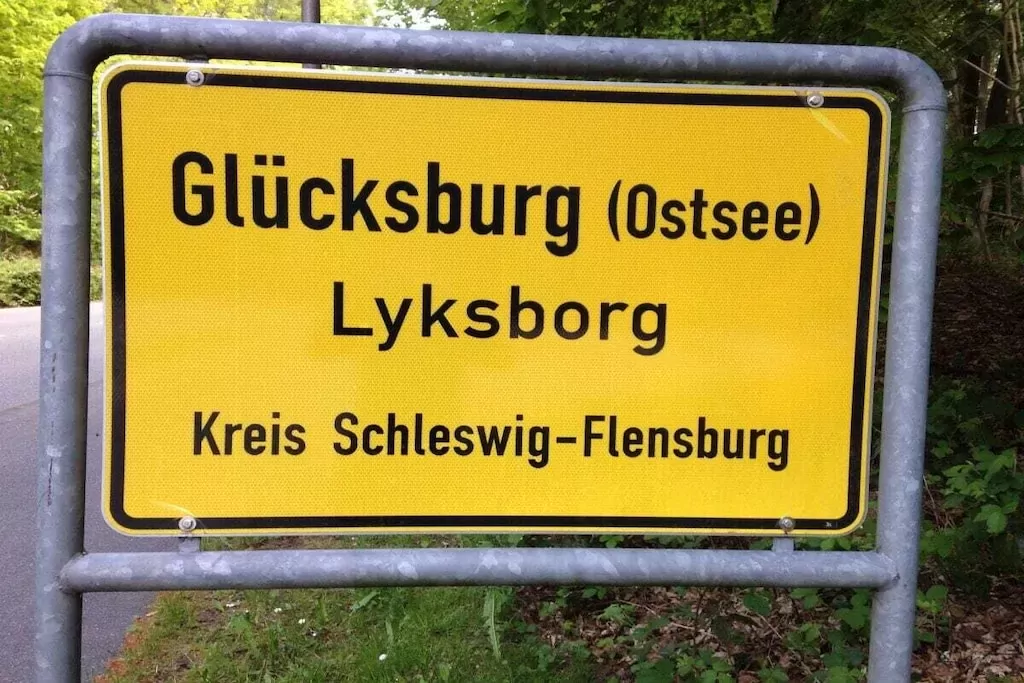 Glücksburg (Ostsee)
Lyksborg
Kreis Schleswig-Flensburg